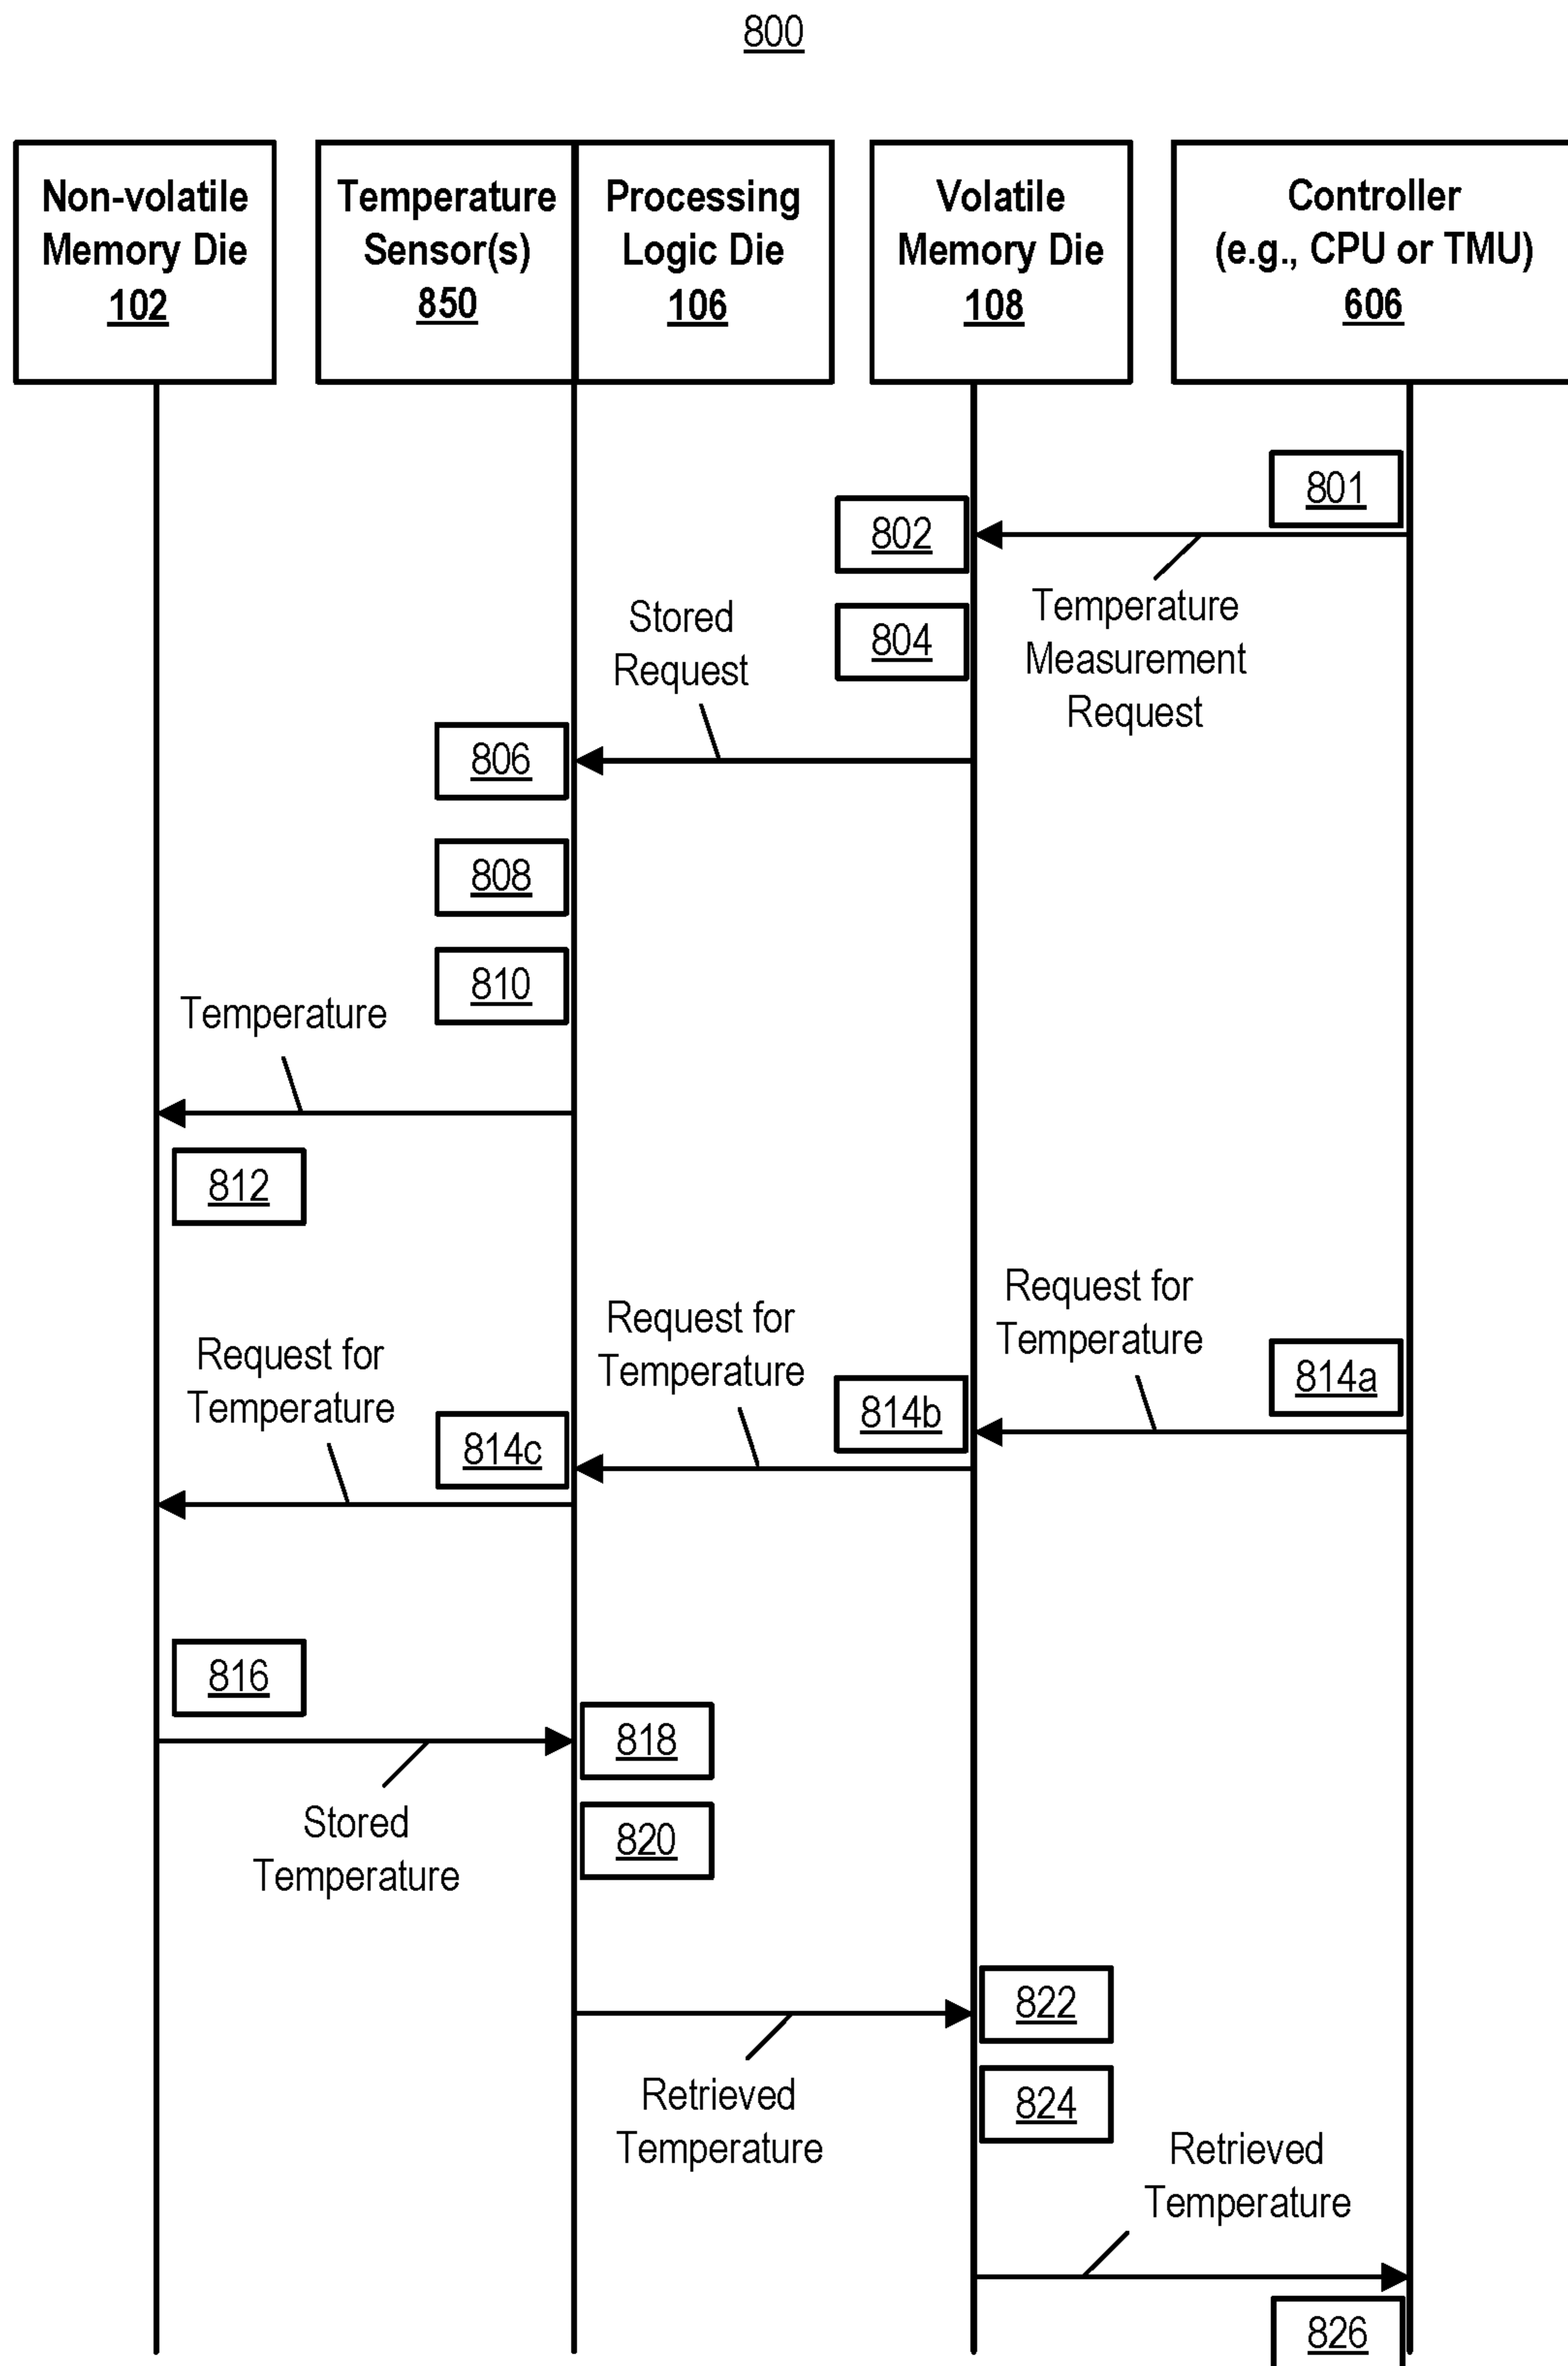 800
Non-volatile
Memory Die
102
Temperature
Sensor(s)
850
Processing
Logic Die
106
Volatile
Memory Die
108
Controller
(e.g., CPU or TMU)
606
801
802
Temperature
Measurement
Request
804
Stored
Request
806
808
810
Temperature
812
Request for
Temperature
814a
Request for
Temperature
814b
Request for
Temperature
814c
816
818
Stored
Temperature
820
822
Retrieved
Temperature
824
Retrieved
Temperature
826